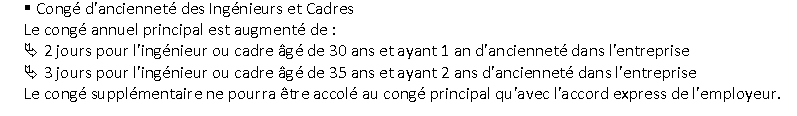 ▪ Congé d'ancienneté des Ingénieurs et Cadres
Le congé annuel principal est augmenté de :
⮱ 2 jours pour l'ingénieur ou cadre âgé de 30 ans et ayant 1 an d'ancienneté dans l'entreprise
⮱ 3 jours pour l'ingénieur ou cadre âgé de 35 ans et ayant 2 ans d'ancienneté dans l'entreprise
Le congé supplémentaire ne pourra être accolé au congé principal qu'avec l'accord express de l'employeur.